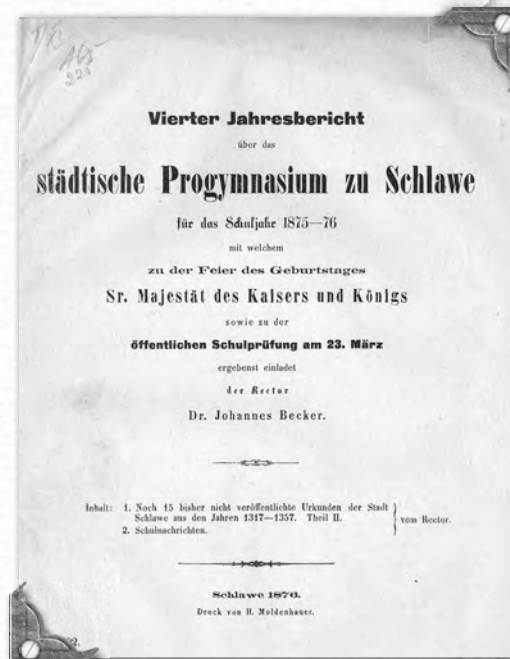 165
223
Vierter Jahresbericht
über das
städtische Progymnasium zu Schlawe
für das Schuljahr 1875—76
mit welchem
zu der Feier des Geburtstages
Sr. Majestät des Kaisers und Königs
sowie zu der
öffentlichen Schulprüfung am 23. März
ergebenst einladet
der Rector
Dr. Johannes Becker.
Inhalt: 1. Noch 15 bisher nicht veröffentlichte Urkunden der Stadt
Schlawe aus den Jahren 1317—1357. Theil II.
vom Rector.
2. Schulnachrichten.
Schlawe 1876.
Druck von H. Moldenhauer.